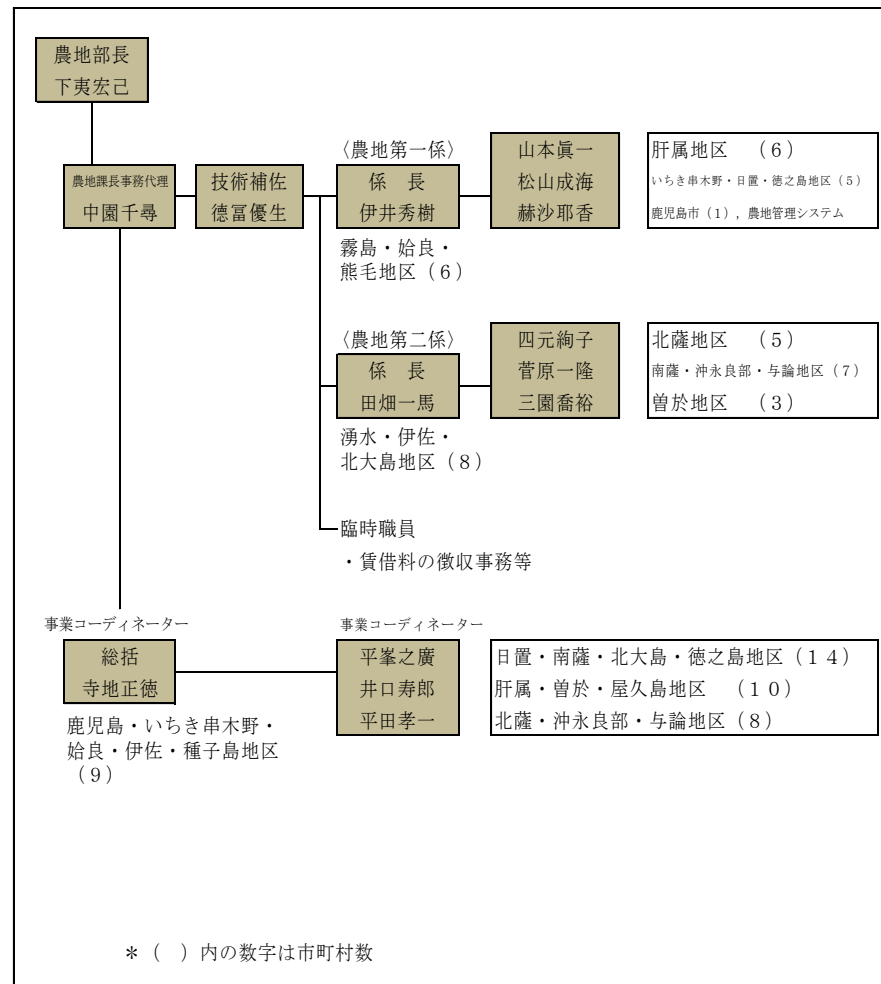 農地部長
下夷宏己
農地課長事務代理
中園千尋
技術補佐
德冨優生
〈農地第一係〉
係　長
伊井秀樹
霧島・姶良・
熊毛地区（６）
山本眞一
松山成海
赫沙耶香
肝属地区　（６）
いちき串木野・日置・徳之島地区（５）
鹿児島市（１），農地管理システム
〈農地第二係〉
係　長
田畑一馬
湧水・伊佐・
北大島地区（８）
四元絢子
菅原一隆
三園喬裕
北薩地区　（５）
南薩・沖永良部・与論地区（７）
曽於地区　（３）
臨時職員
・賃借料の徴収事務等
事業コーディネーター
総括
寺地正徳
鹿児島・いちき串木野・
姶良・伊佐・種子島地区
（９）
事業コーディネーター
平峯之廣
井口寿郎
平田孝一
日置・南薩・北大島・徳之島地区（１４）
肝属・曽於・屋久島地区　（１０）
北薩・沖永良部・与論地区（８）
＊（　）内の数字は市町村数